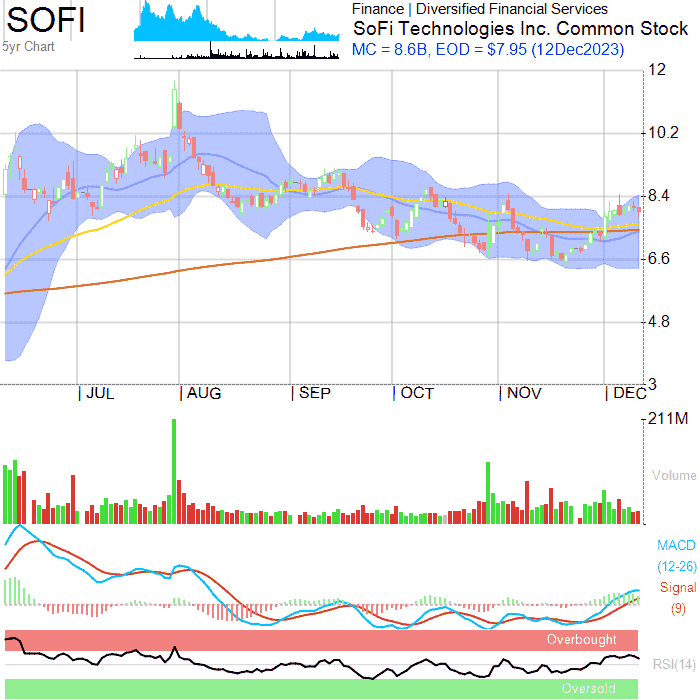 SOFI
5yr Chart
Finance | Diversified Financial Services
SoFi Technologies Inc. Common Stock
MC = 8.6B, EOD = $7.95 (12Dec2023)
12
10.2
8.4
6.6
4.8
3
| JUL | AUG | SEP | OCT | NOV | DEC
211M
Volume
MACD
(12-26)
Signal
(9)
Overbought
RSI(14)
Oversold